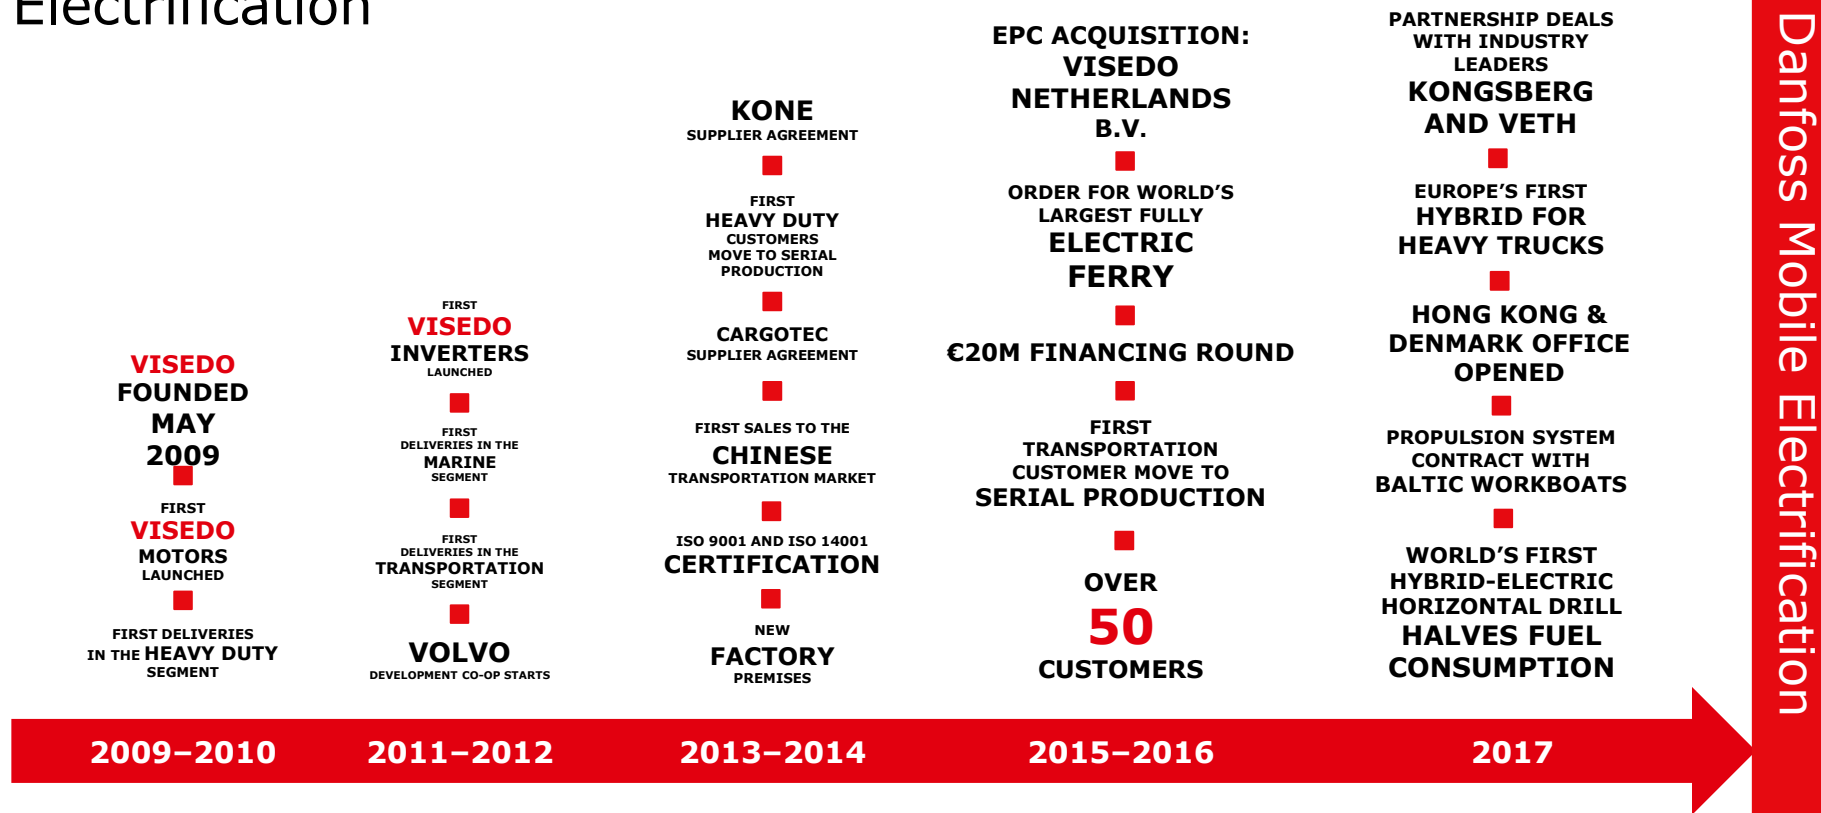 Electrification
VISEDO
FOUNDED
MAY
2009
FIRST
VISEDO
MOTORS
LAUNCHED
FIRST DELIVERIES
IN THE HEAVY DUTY
SEGMENT
2009–2010
FIRST
VISEDO
INVERTERS
LAUNCHED
FIRST
DELIVERIES IN THE
MARINE
SEGMENT
FIRST
DELIVERIES IN THE
TRANSPORTATION
SEGMENT
VOLVO
DEVELOPMENT CO-OP STARTS
2011–2012
KONE
SUPPLIER AGREEMENT
FIRST
HEAVY DUTY
CUSTOMERS
MOVE TO SERIAL
PRODUCTION
CARGOTEC
SUPPLIER AGREEMENT
FIRST SALES TO THE
CHINESE
TRANSPORTATION MARKET
ISO 9001 AND ISO 14001
CERTIFICATION
NEW
FACTORY
PREMISES
2013–2014
EPC ACQUISITION:
VISEDO
NETHERLANDS
B.V.
ORDER FOR WORLD’S
LARGEST FULLY
ELECTRIC
FERRY
€20M FINANCING ROUND
FIRST
TRANSPORTATION
CUSTOMER MOVE TO
SERIAL PRODUCTION
OVER
50
CUSTOMERS
2015–2016
PARTNERSHIP DEALS
WITH INDUSTRY
LEADERS
KONGSBERG
AND VETH
EUROPE’S FIRST
HYBRID FOR
HEAVY TRUCKS
HONG KONG &
DENMARK OFFICE
OPENED
PROPULSION SYSTEM
CONTRACT WITH
BALTIC WORKBOATS
WORLD’S FIRST
HYBRID-ELECTRIC
HORIZONTAL DRILL
HALVES FUEL
CONSUMPTION
2017
Danfoss Mobile Electrification